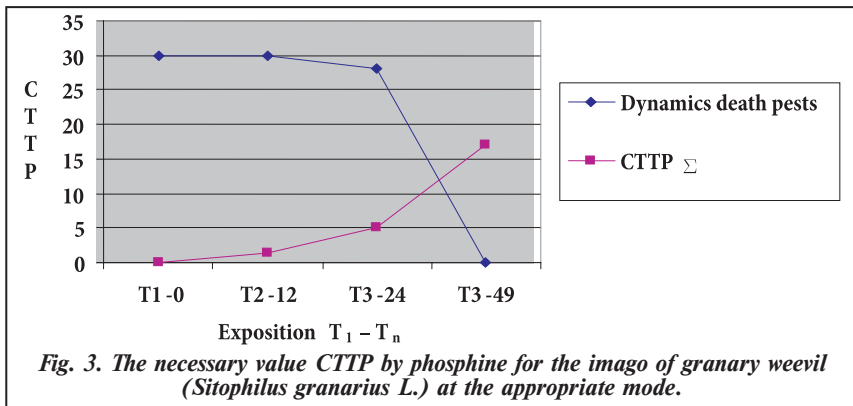 35
30
25
20
15
10
5
0
C
T
T
P
T1-0 T2-12 T3-24 T3-49
Exposition T1 – Tn
Dynamics death pests
CTTP Σ
Fig. 3. The necessary value CTTP by phosphine for the imago of granary weevil
(Sitophilus granarius L.) at the appropriate mode.